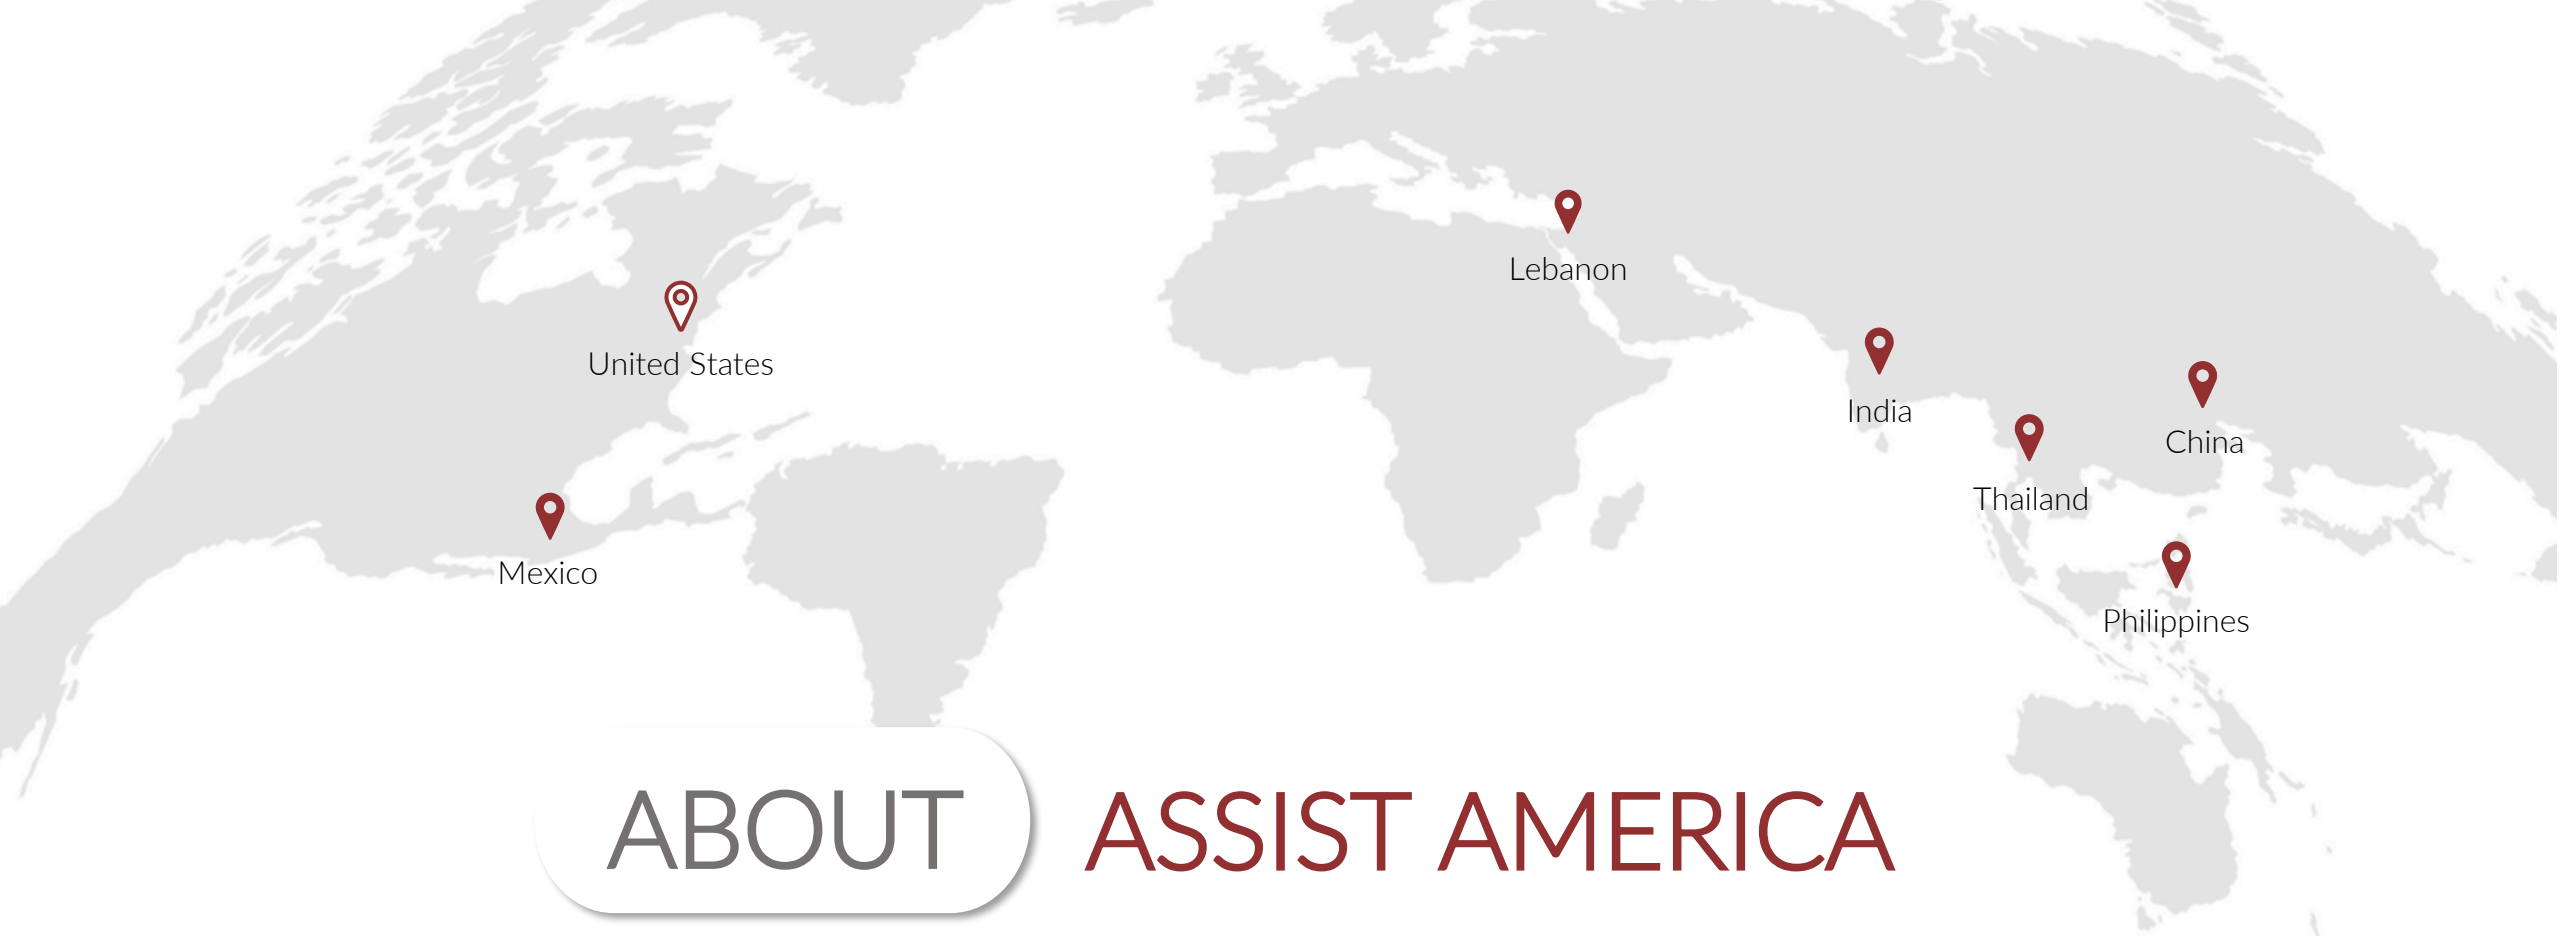 Lebanon
United States
India
China
Thailand
Mexico
Philippines
ABOUT ASSIST AMERICA